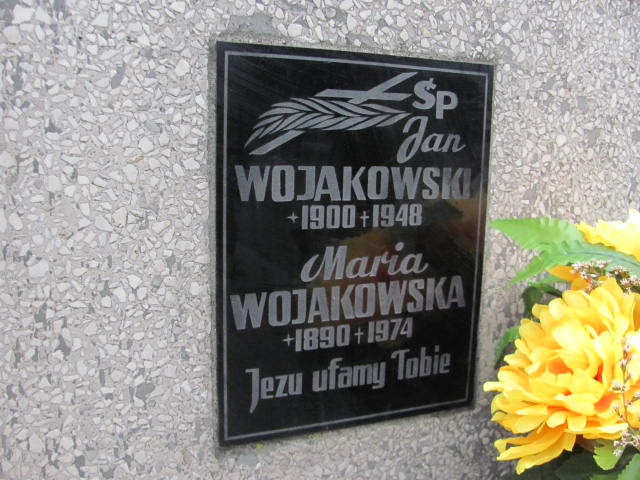 ŚP
Jan
WOJAKOWSKI
*1900 +1948
Maria
WOJAKOWSKA
*1890 +1974
Jezu ufamy Tobie